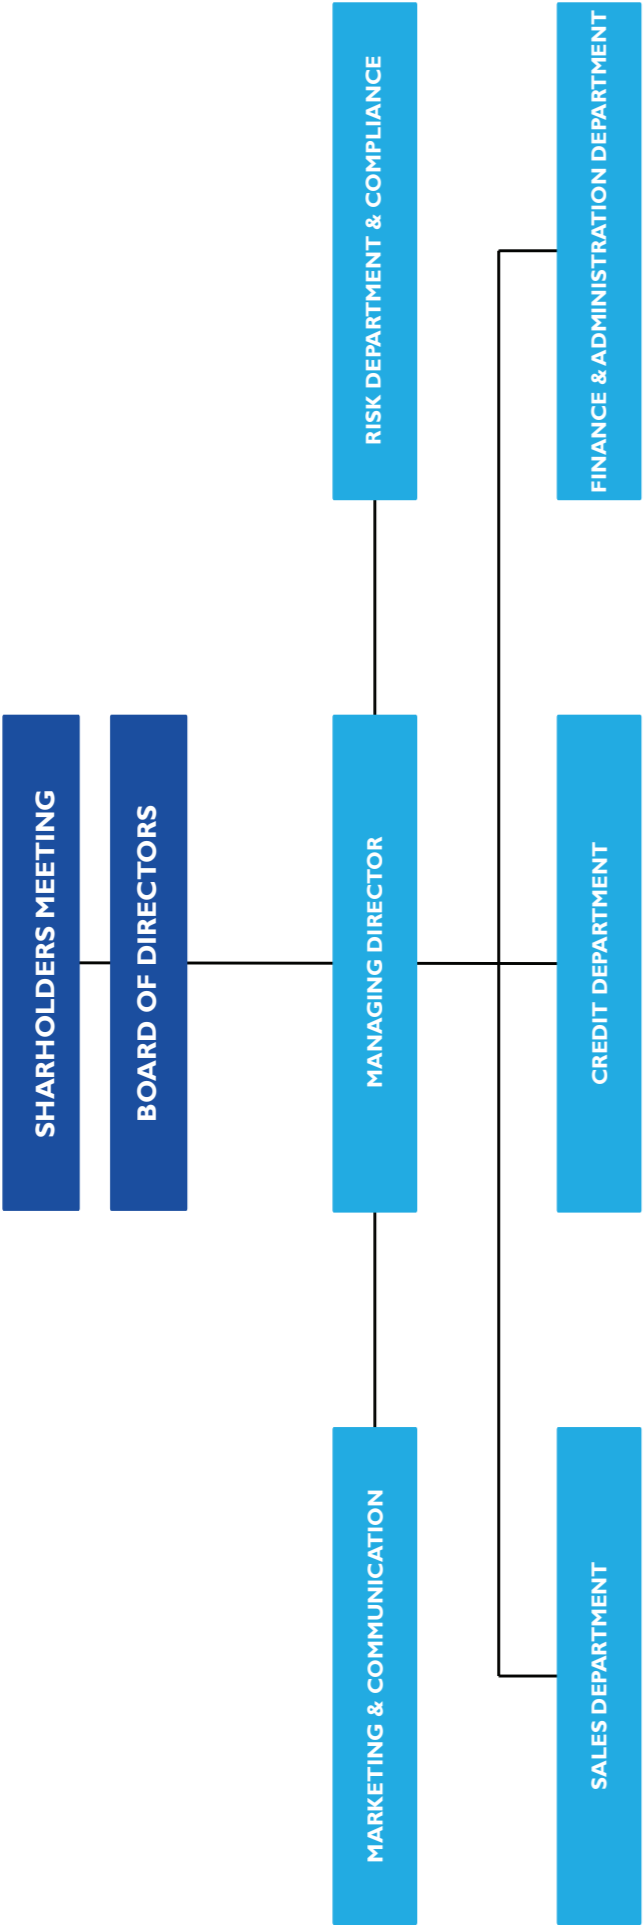 SHARHOLDERS MEETING
BOARD OF DIRECTORS
MARKETING & COMMUNICATION
MANAGING DIRECTOR
RISK DEPARTMENT & COMPLIANCE
SALES DEPARTMENT
CREDIT DEPARTMENT
FINANCE & ADMINISTRATION DEPARTMENT